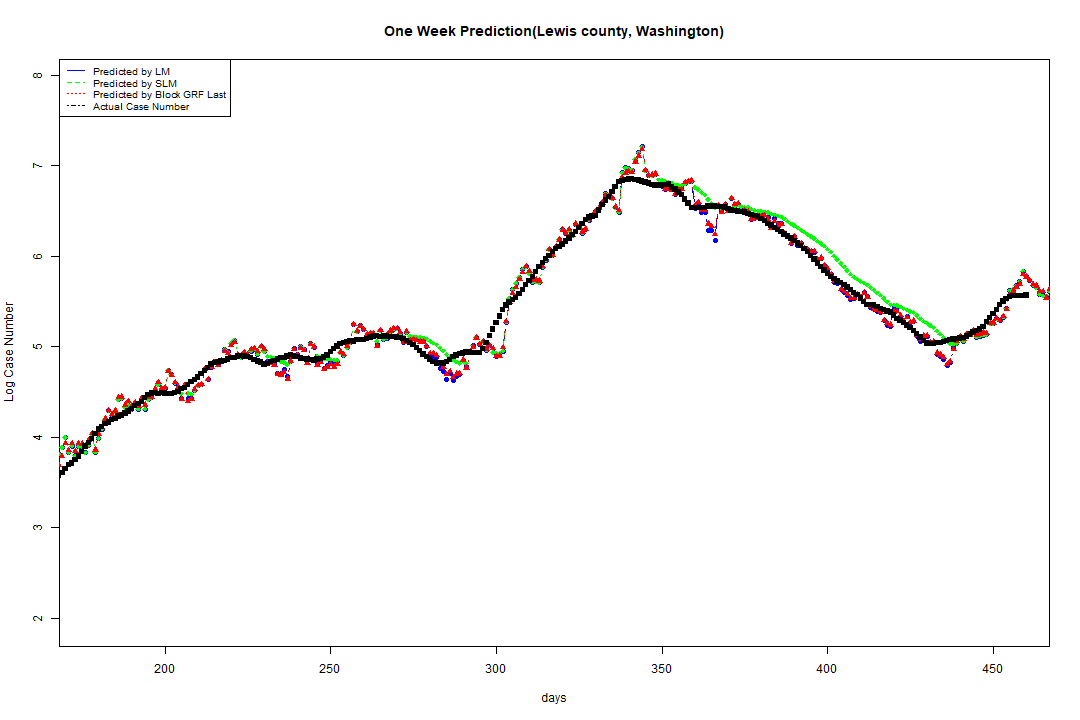 One Week Prediction(Lewis county, Washington)
Predicted by LM
Predicted by SLM
Predicted by Block GRF Last
Actual Case Number
8
7
6
5
4
3
2
Log Case Number
200 250 300 350 400 450
days